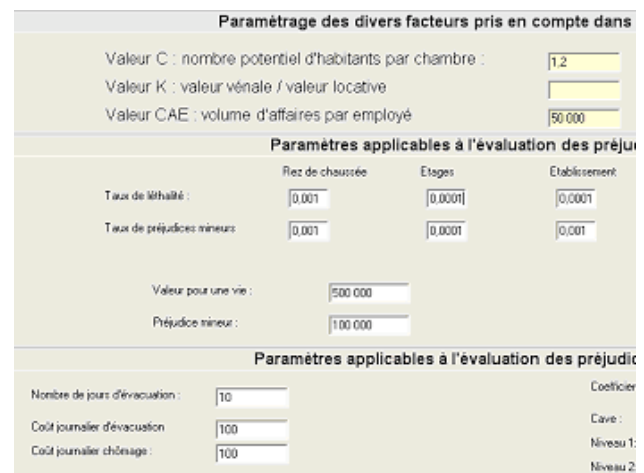 Paramètrage des divers facteurs pris en compte dans
Valeur C : nombre potentiel d'habitants par chambre : 1,2
Valeur K : valeur vénale / valeur locative
Valeur CAE : volume d'affaires par employé 50 000
Paramètres applicables à l'évaluation des préju
Rez de chaussée Etages Etablissement
Taux de léthalité : 0,001 0,0001 0,0001
Taux de préjudices mineurs 0,001 0,0001 0,001
Valeur pour une vie : 500 000
Préjudice mineur : 100 000
Paramètres applicables à l'évaluation des préjudic
Nombre de jours d'évacuation : 10 Coefficier
Coût journalier d'évacuation 100 Cave :
Coût journalier chômage : 100 Niveau 1:
Niveau 2